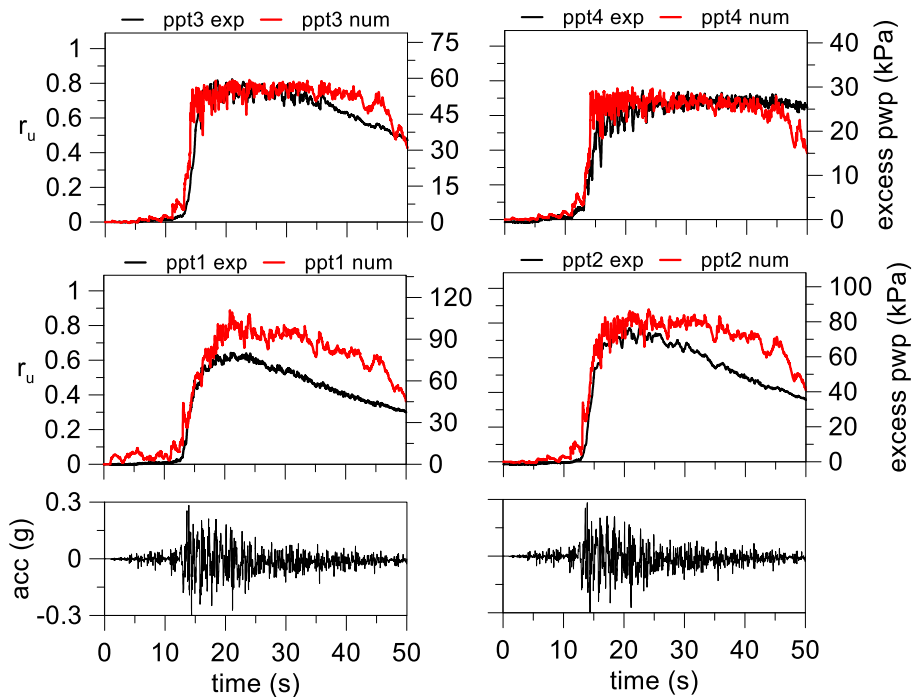 ppt3 exp ppt3 num
ppt4 exp ppt4 num
1
0.8
0.6
0.4
0.2
0
r_u
75
60
45
30
15
0
40
30
20
10
0
excess pwp (kPa)
ppt1 exp ppt1 num
ppt2 exp ppt2 num
1
0.8
0.6
0.4
0.2
0
r_u
120
90
60
30
0
100
80
60
40
20
0
excess pwp (kPa)
0.3
0
-0.3
acc (g)
0 10 20 30 40 50
time (s)
0 10 20 30 40 50
time (s)